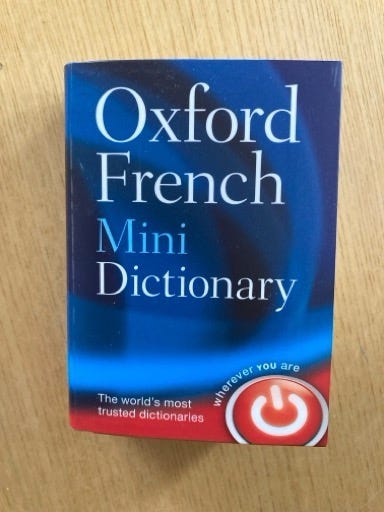 Oxford
French
Mini
Dictionary
wherever YOU are
The world's most
trusted dictionaries